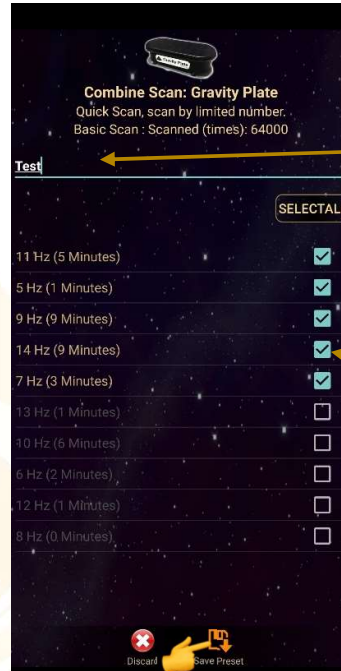 Gravity Plate
Combine Scan: Gravity Plate
Quick Scan, scan by limited number.
Basic Scan : Scanned (times): 64000
Test
SELECTAL
11 Hz (5 Minutes)
5 Hz (1 Minutes)
9 Hz (9 Minutes)
14 Hz (9 Minutes)
7 Hz (3 Minutes)
13 Hz (1 Minutes)
10 Hz (6 Minutes)
6 Hz (2 Minutes)
12 Hz (1 Minutes)
8 Hz (0 Minutes)
Discard Save Preset